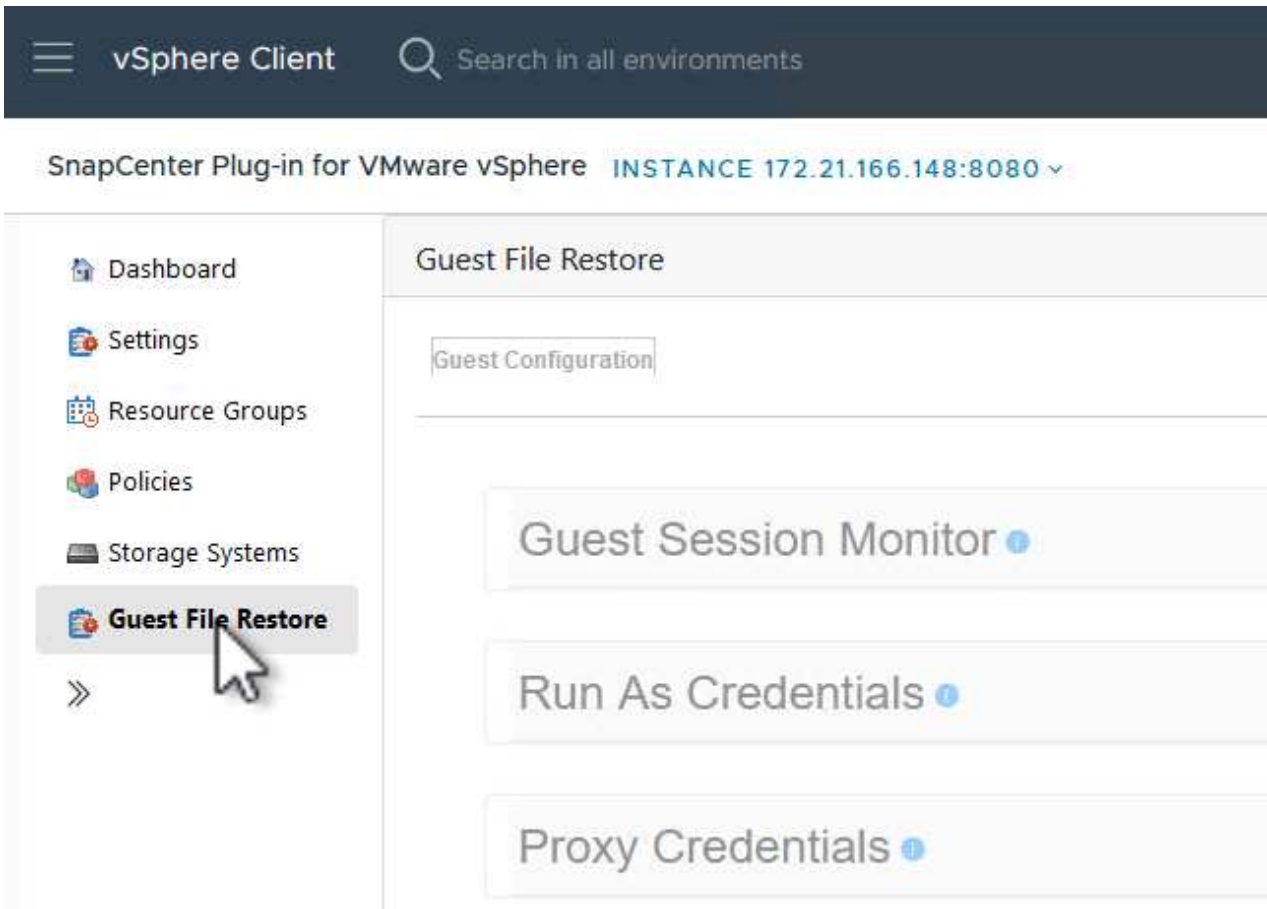 vSphere Client
Search in all environments
SnapCenter Plug-in for VMware vSphere INSTANCE 172.21.166.148:8080
Dashboard
Settings
Resource Groups
Policies
Storage Systems
Guest File Restore
Guest File Restore
Guest Configuration
Guest Session Monitor
Run As Credentials
Proxy Credentials